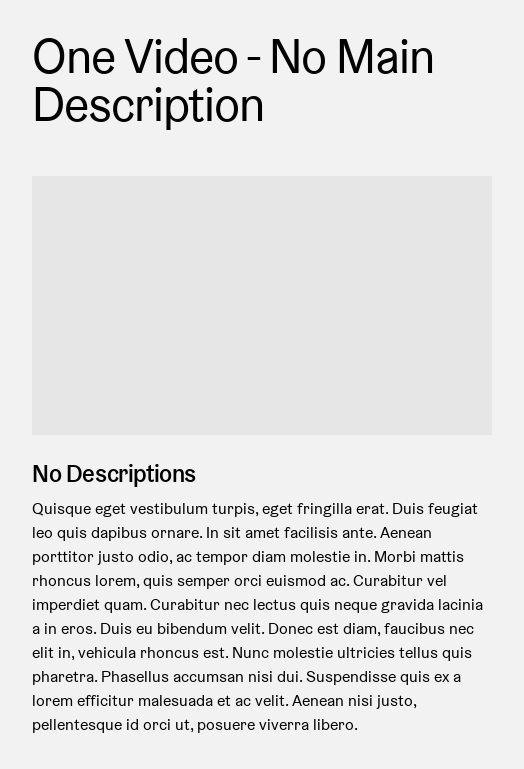 One Video - No Main
Description
No Descriptions
Quisque eget vestibulum turpis, eget fringilla erat. Duis feugiat
leo quis dapibus ornare. In sit amet facilisis ante. Aenean
porttitor justo odio, ac tempor diam molestie in. Morbi mattis
rhoncus lorem, quis semper orci euismod ac. Curabitur vel
imperdiet quam. Curabitur nec lectus quis neque gravida lacinia
a in eros. Duis eu bibendum velit. Donec est diam, faucibus nec
elit in, vehicula rhoncus est. Nunc molestie ultricies tellus quis
pharetra. Phasellus accumsan nisi dui. Suspendisse quis ex a
lorem efficitur malesuada et ac velit. Aenean nisi justo,
pellentesque id orci ut, posuere viverra libero.